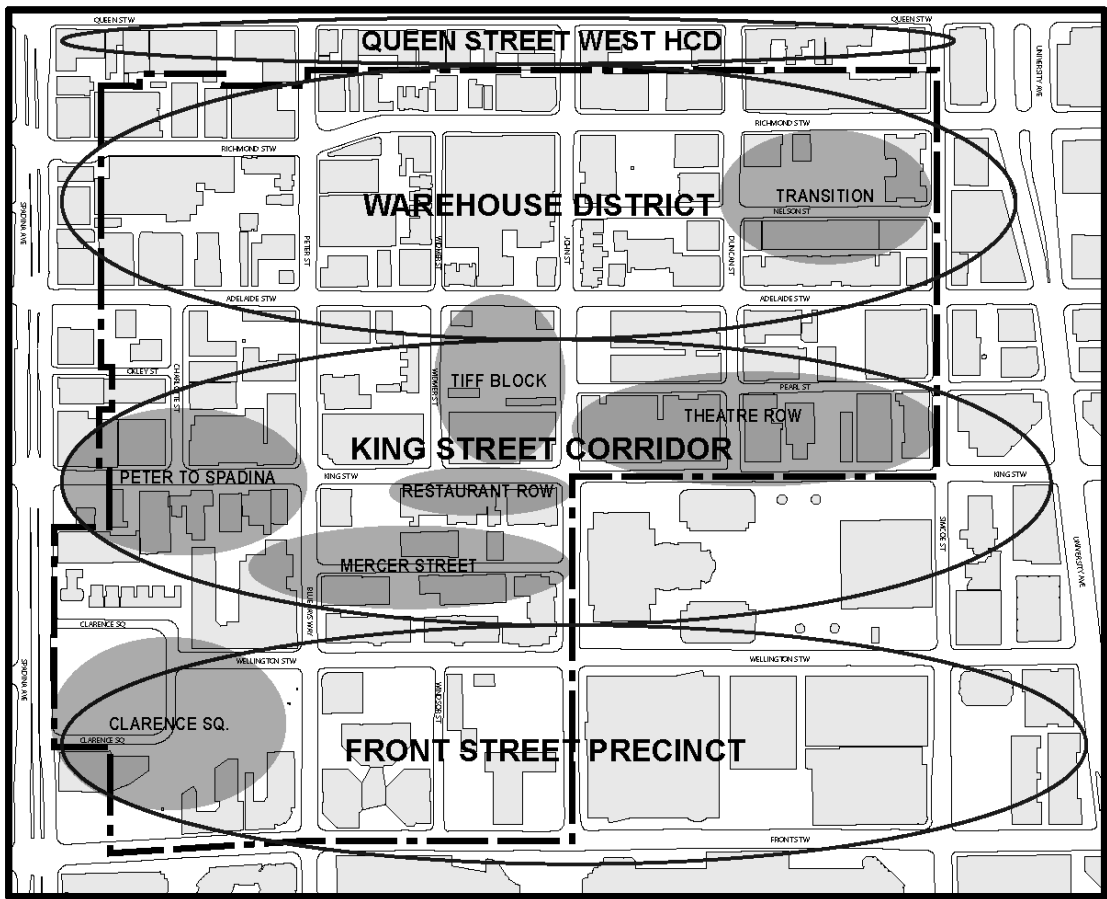 QUEEN ST W
QUEEN ST W
QUEEN STREET WEST HCD
UNIVERSITY AVE
RICHMOND ST W
RICHMOND ST W
TRANSITION
WAREHOUSE DISTRICT
NELSON ST
SPADINA AVE
PETER ST
WIDMER ST
JOHN ST
DUNCAN ST
ADELAIDE ST W
ADELAIDE ST W
OXLEY ST
CHARLOTTE ST
WIDMER ST
TIFF BLOCK
PEARL ST
THEATRE ROW
KING STREET CORRIDOR
PETER TO SPADINA
KING ST W
KING ST W
RESTAURANT ROW
SIMCOE ST
UNIVERSITY AVE
MERCER STREET
BLUE JAYS WAY
CLARENCE SQ
WELLINGTON ST W
WELLINGTON ST W
SPADINA AVE
WINDSOR ST
CLARENCE SQ.
CLARENCE SQ
FRONT STREET PRECINCT
FRONT ST W